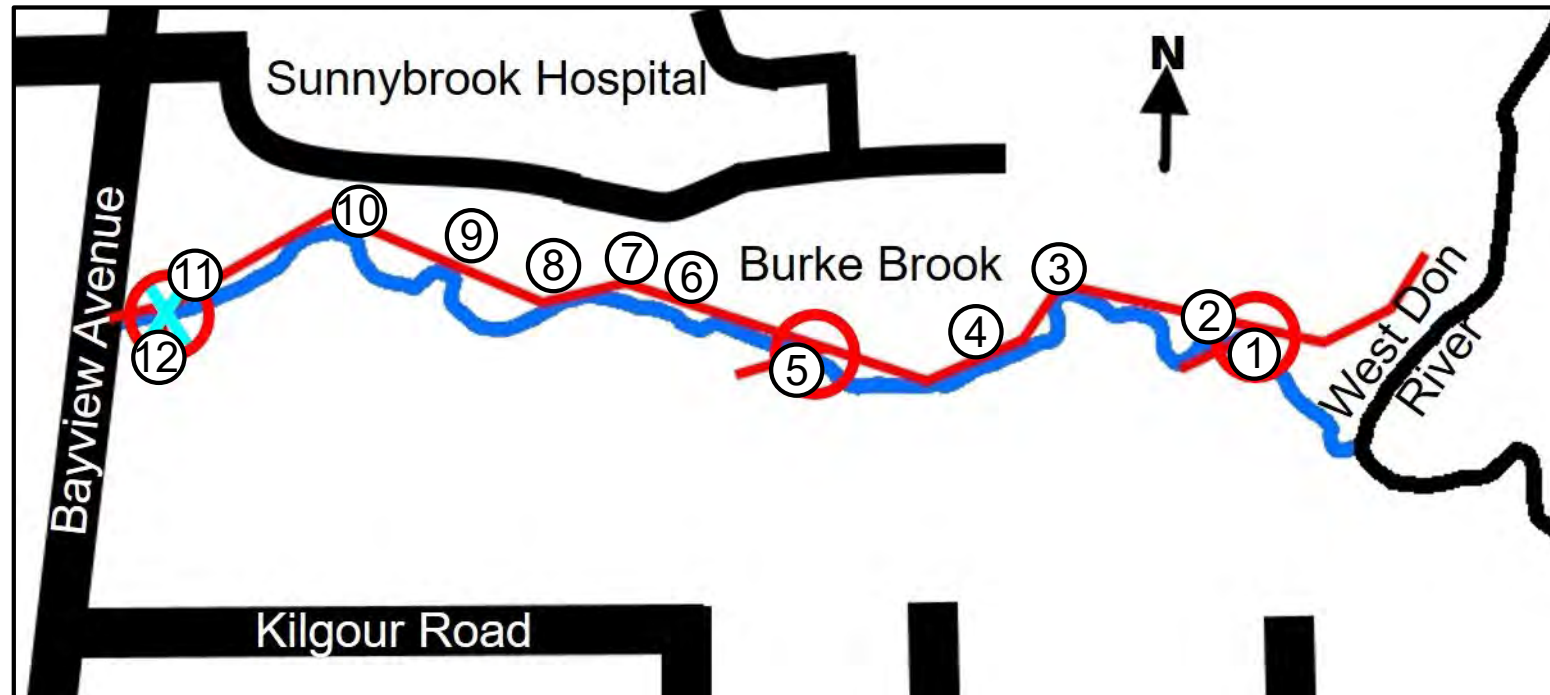 N
Sunnybrook Hospital
Bayview Avenue
10
11
12
9
8
7
6
Burke Brook
5
4
3
2
1
West Don
River
Kilgour Road